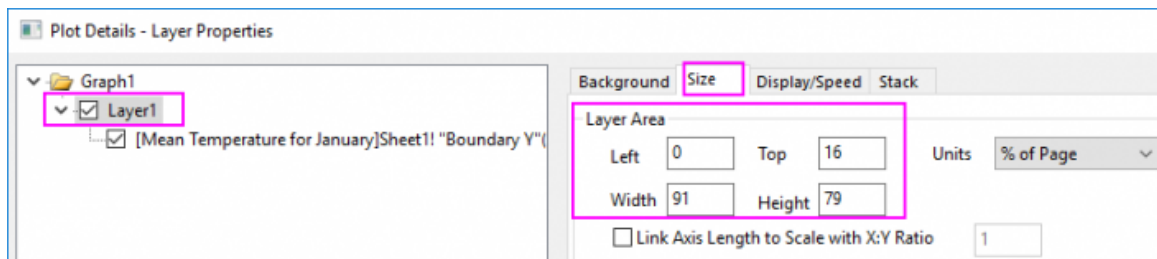 Plot Details - Layer Properties
Graph1
Layer1
[Mean Temperature for January]Sheet1! "Boundary Y"(
Background Size Display/Speed Stack
Layer Area
Left 0 Top 16 Units % of Page
Width 91 Height 79
Link Axis Length to Scale with X:Y Ratio 1